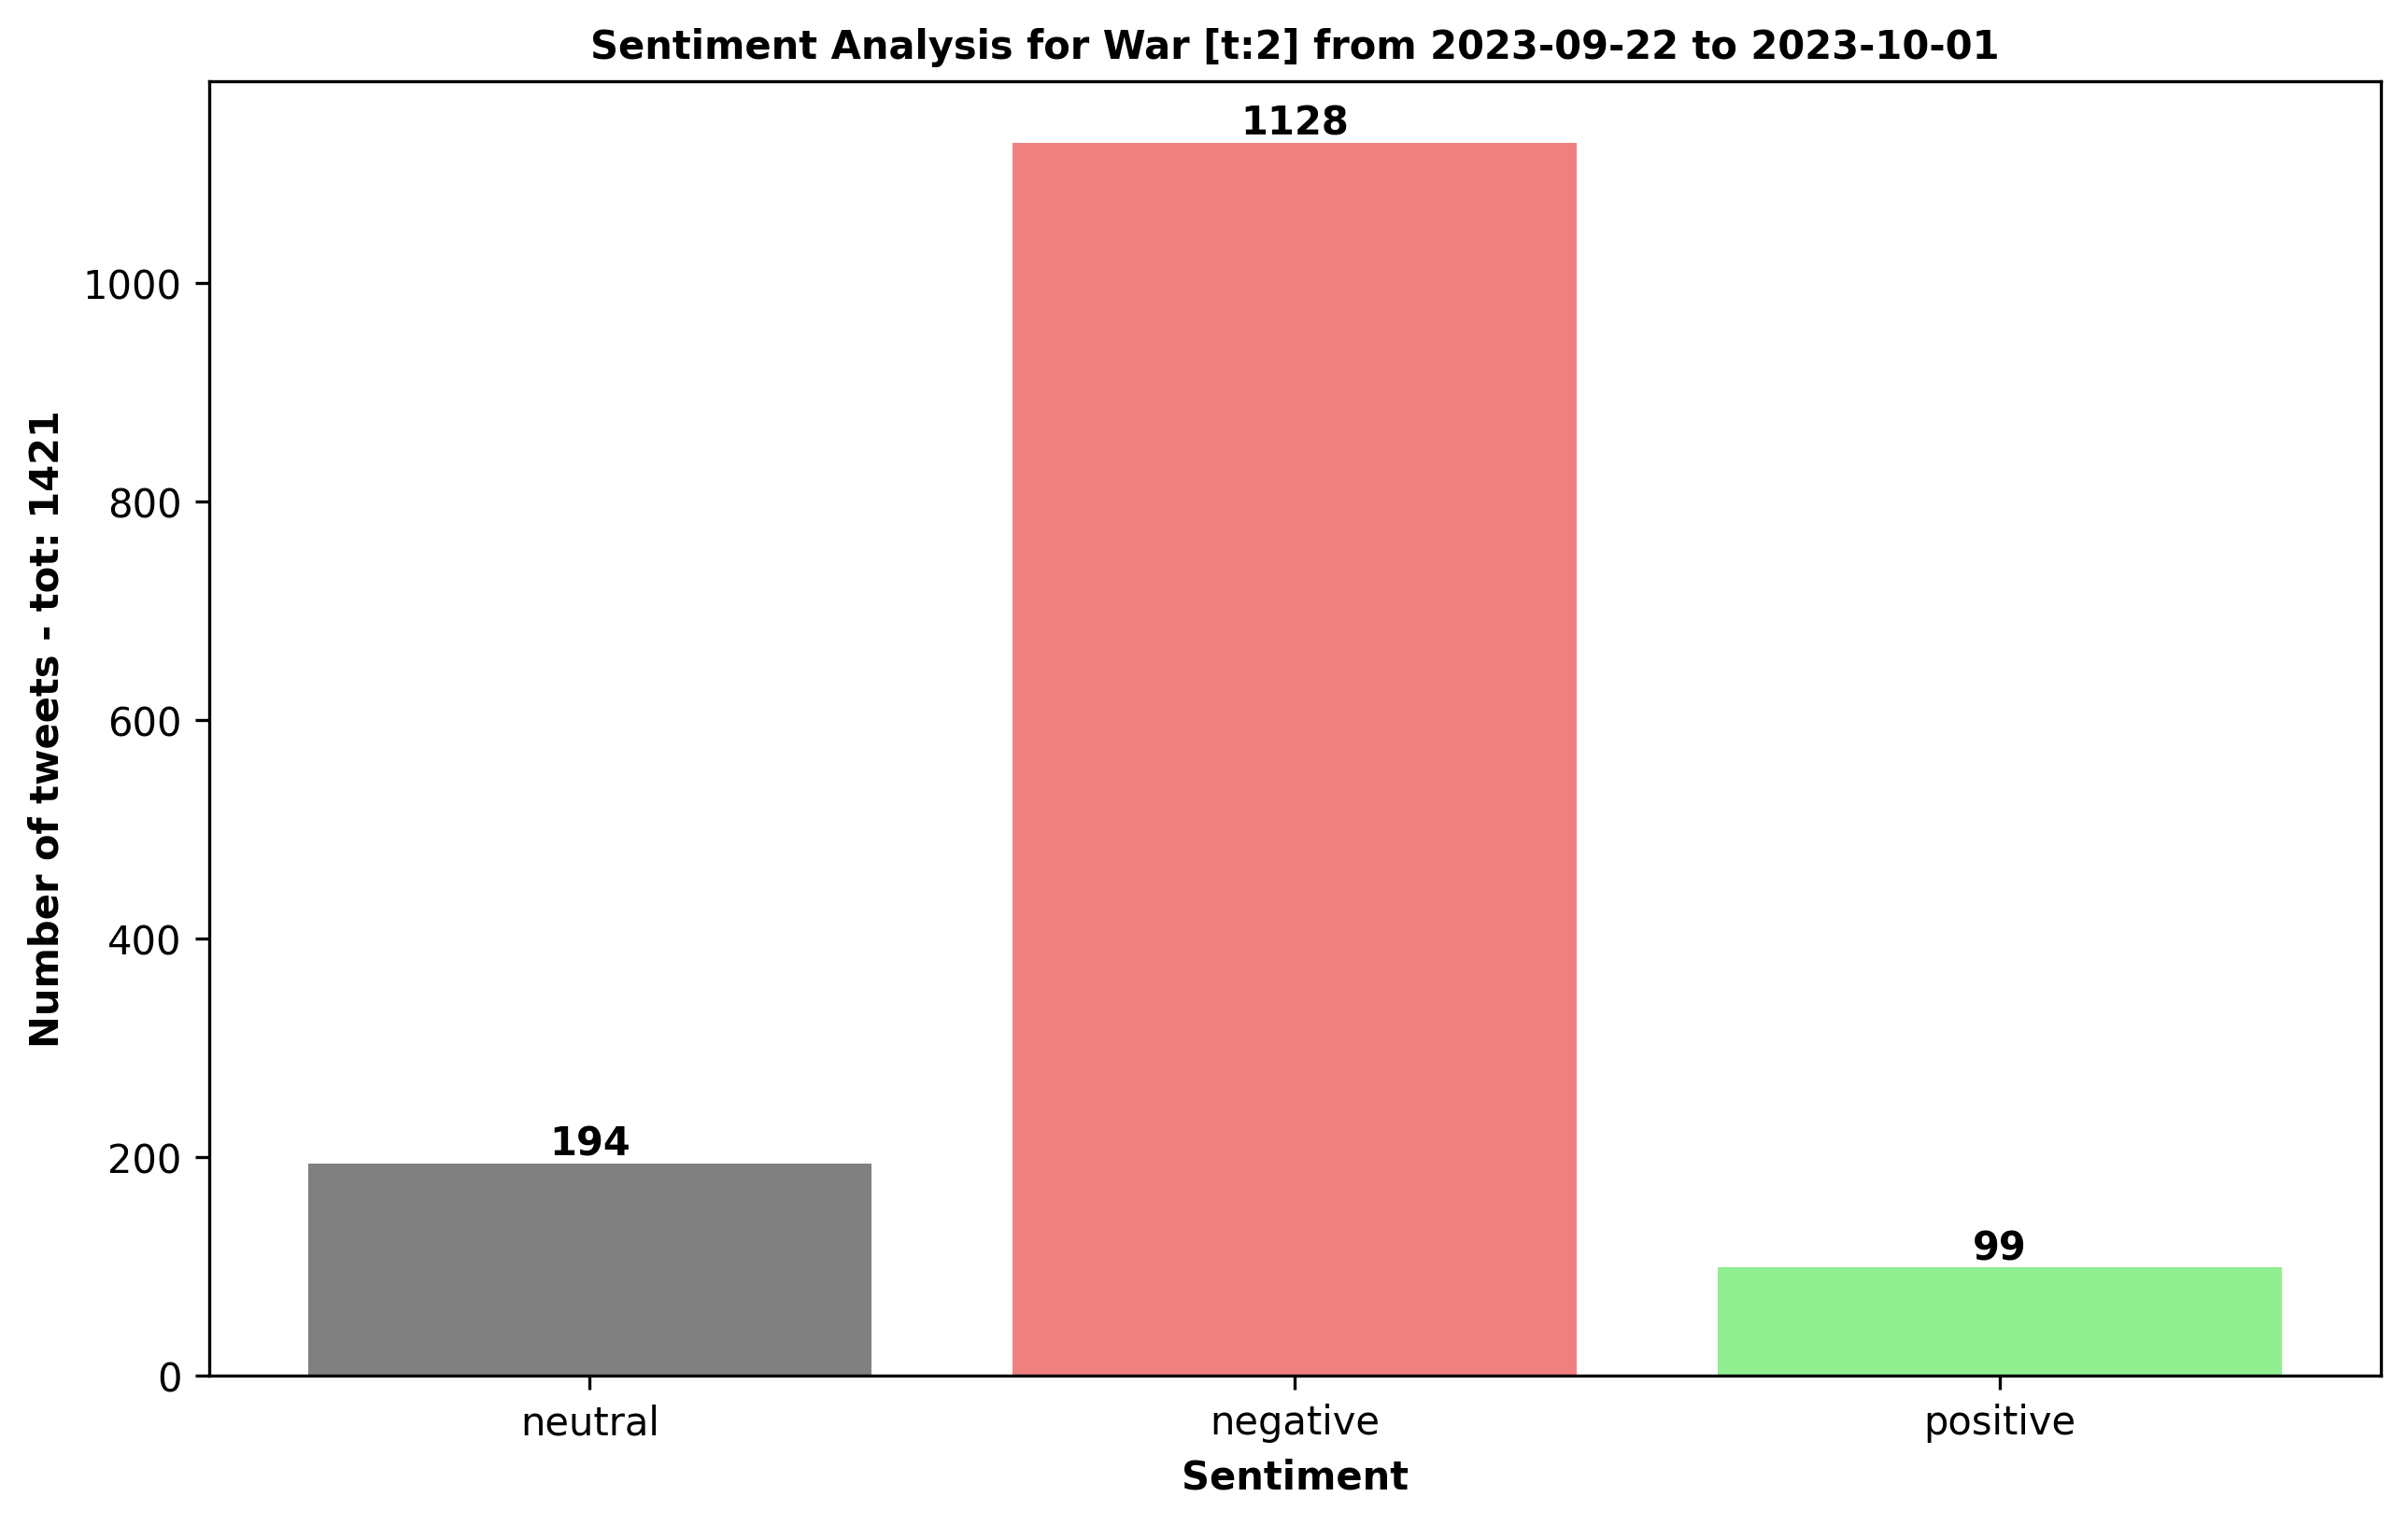 Sentiment Analysis for War [t:2] from 2023-09-22 to 2023-10-01
Number of tweets - tot: 1421
1000
800
600
400
200
0
1128
194
99
neutral
negative
positive
Sentiment